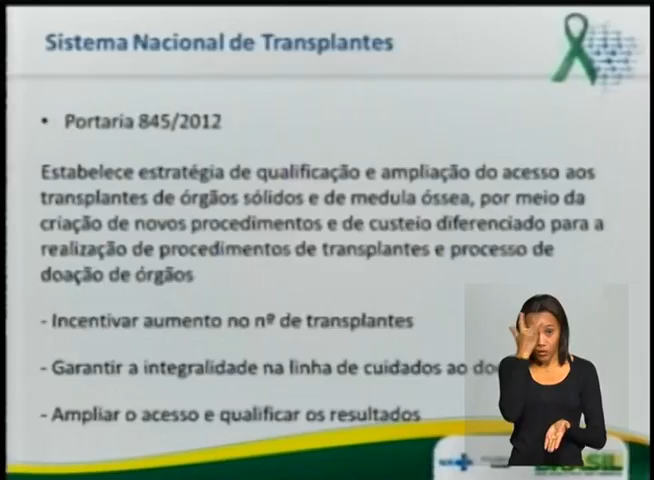 Sistema Nacional de Transplantes
• Portaria 845/2012
Estabelece estratégia de qualificação e ampliação do acesso aos
transplantes de órgãos sólidos e de medula óssea, por meio da
criação de novos procedimentos e de custeio diferenciado para a
realização de procedimentos de transplantes e processo de
doação de órgãos
- Incentivar aumento no nº de transplantes
- Garantir a integralidade na linha de cuidados ao
- Ampliar o acesso e qualificar os resultados
SUS
BRASIL